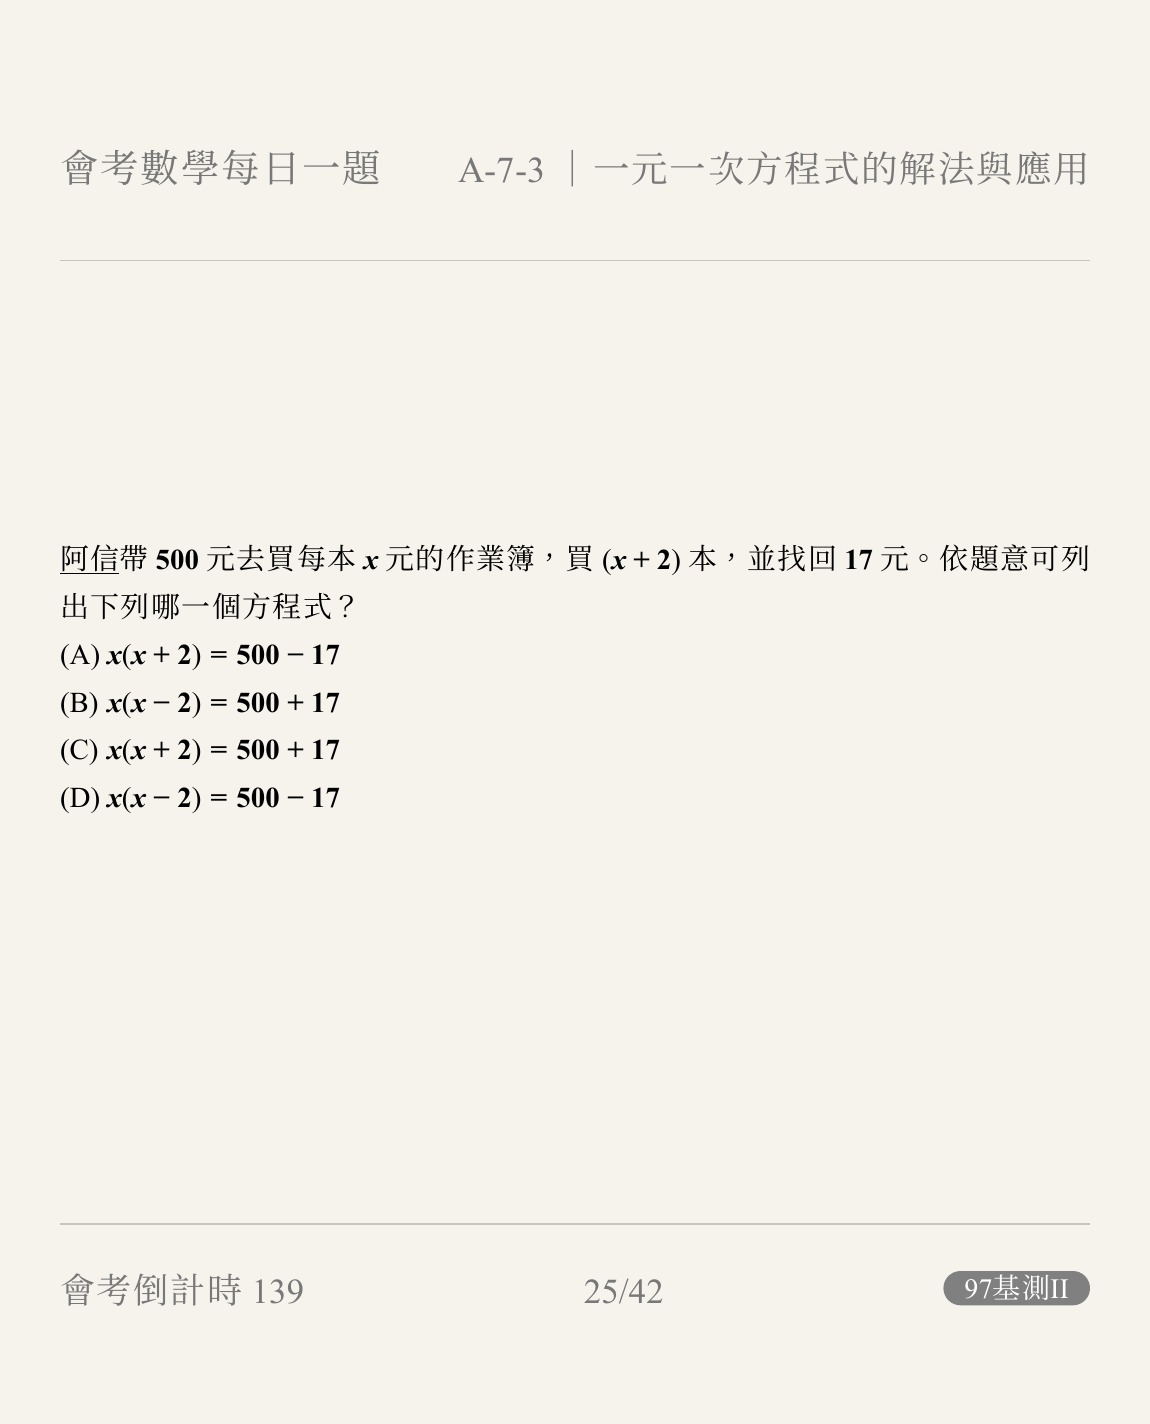 會考數學每日一題 A-7-3｜一元一次方程式的解法與應用
阿信帶 500 元去買每本 x 元的作業簿，買 (x + 2) 本，並找回 17 元。依題意可列
出下列哪一個方程式？
(A) x(x + 2) = 500 − 17
(B) x(x − 2) = 500 + 17
(C) x(x + 2) = 500 + 17
(D) x(x − 2) = 500 − 17
會考倒計時 139 25/42 97基測II